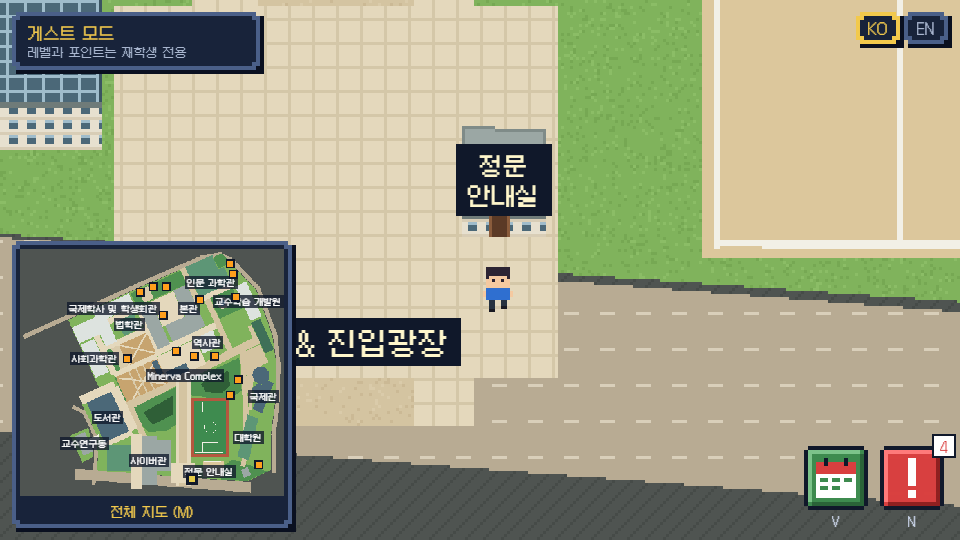 게스트 모드
레벨과 포인트는 재학생 전용
KO
EN
정문
안내실
& 진입광장
인문 과학관
교수학습 개발원
국제학사 및 학생회관
본관
법학관
역사관
사회과학관
Minerva Complex
국제관
도서관
대학원
교수연구동
사이버관
정문 안내실
전체 지도 (M)
4
V
N